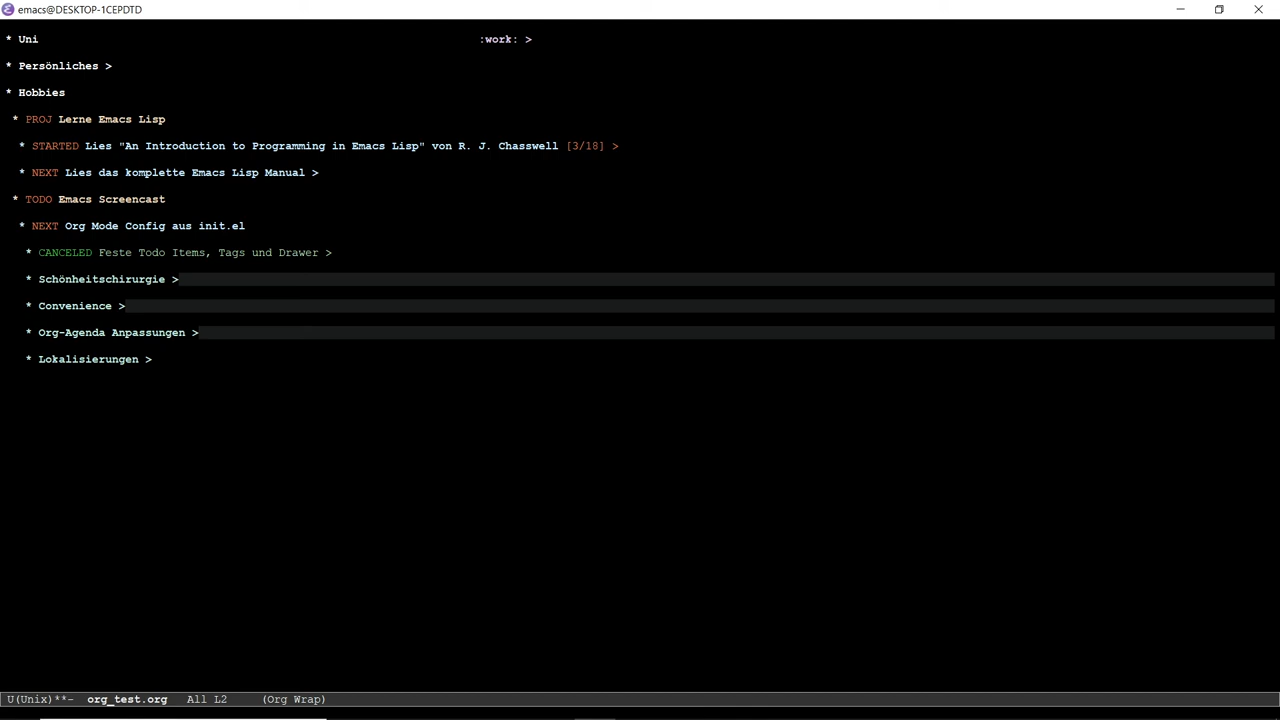 emacs@DESKTOP-1CEPDTD
* Uni :work: >
* Persönliches >
* Hobbies
* PROJ Lerne Emacs Lisp
* STARTED Lies "An Introduction to Programming in Emacs Lisp" von R. J. Chasswell [3/18] >
* NEXT Lies das komplette Emacs Lisp Manual >
* TODO Emacs Screencast
* NEXT Org Mode Config aus init.el
* CANCELED Feste Todo Items, Tags und Drawer >
* Schönheitschirurgie >
* Convenience >
* Org-Agenda Anpassungen >
* Lokalisierungen >
U(Unix)**- org_test.org All L2 (Org Wrap)